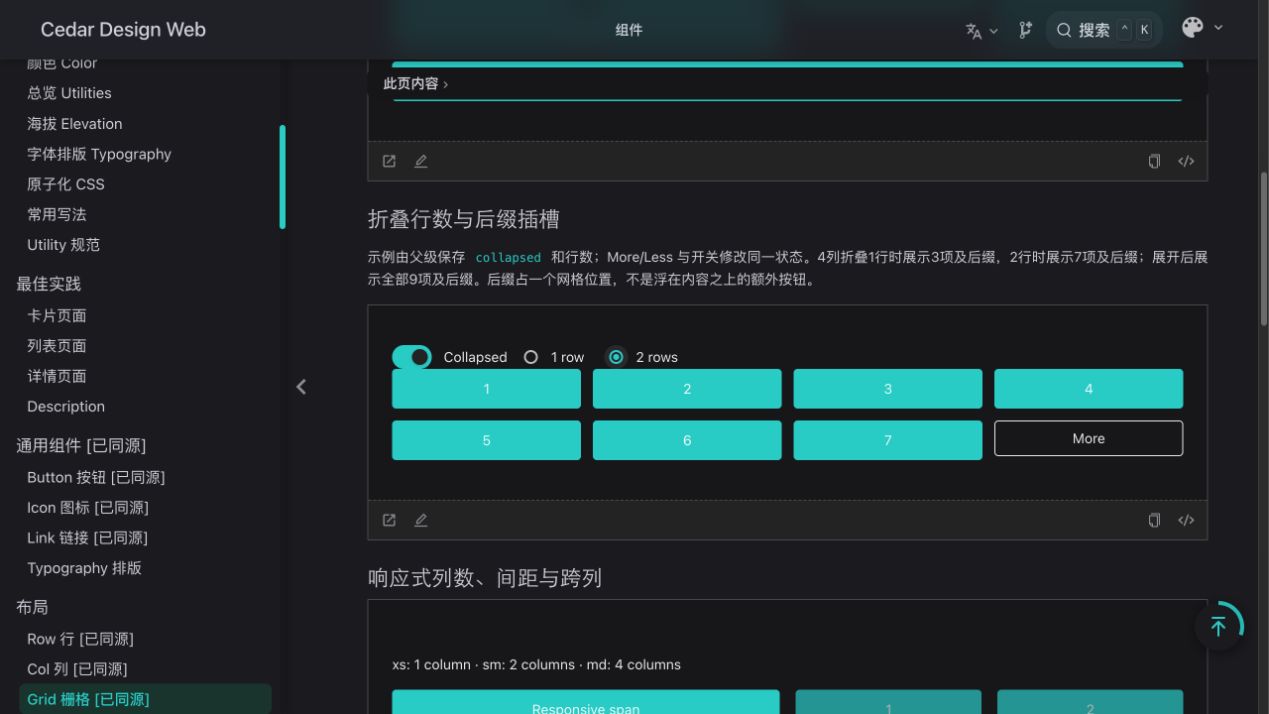 Cedar Design Web
组件
搜索 ^ K
颜色 Color
总览 Utilities
海拔 Elevation
字体排版 Typography
原子化 CSS
常用写法
Utility 规范
最佳实践
卡片页面
列表页面
详情页面
Description
通用组件 [已同源]
Button 按钮 [已同源]
Icon 图标 [已同源]
Link 链接 [已同源]
Typography 排版
布局
Row 行 [已同源]
Col 列 [已同源]
Grid 栅格 [已同源]
此页内容 ›
折叠行数与后缀插槽
示例由父级保存 collapsed 和行数；More/Less 与开关修改同一状态。4列折叠1行时展示3项及后缀，2行时展示7项及后缀；展开后展
示全部9项及后缀。后缀占一个网格位置，不是浮在内容之上的额外按钮。
Collapsed 1 row 2 rows
1 2 3 4
5 6 7 More
响应式列数、间距与跨列
xs: 1 column · sm: 2 columns · md: 4 columns
Responsive span 1 2